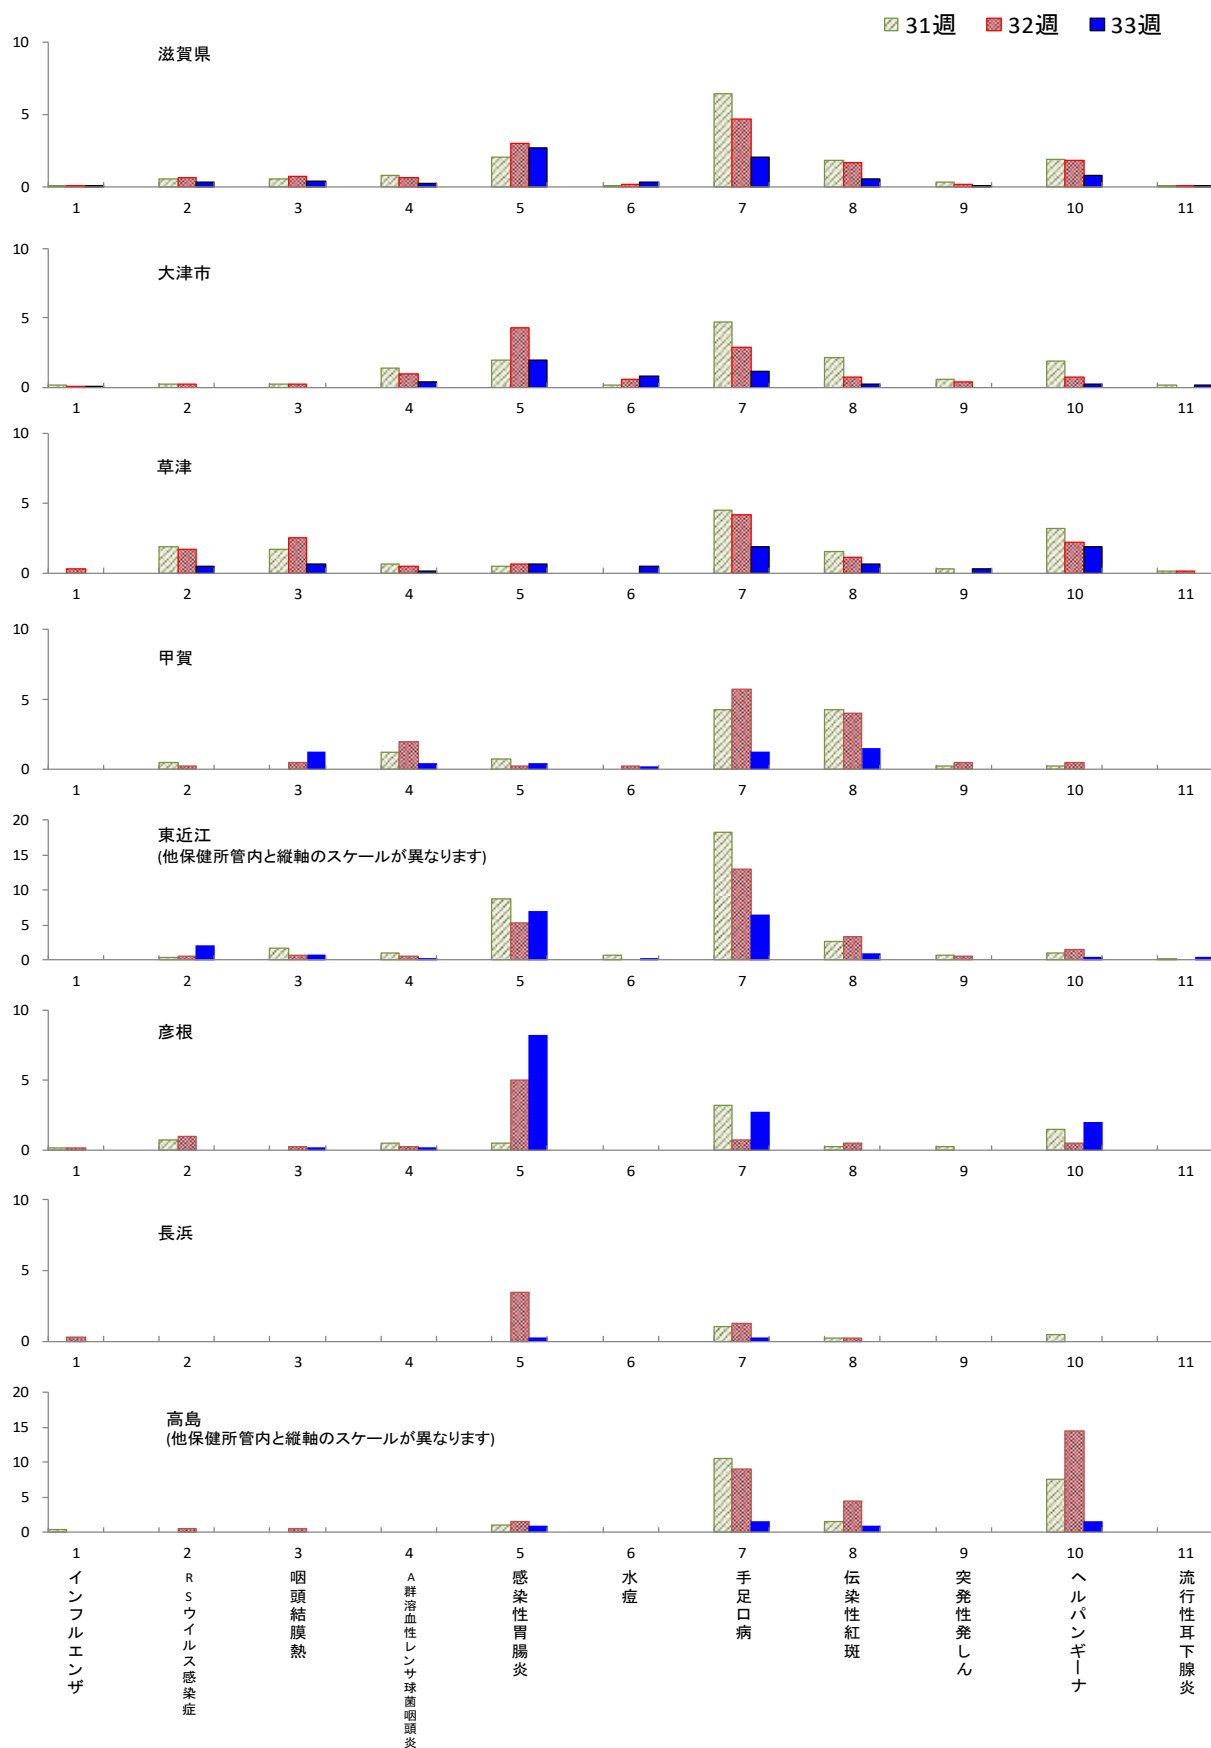 31週 32週 33週
滋賀県
10
5
0
1 2 3 4 5 6 7 8 9 10 11
大津市
10
5
0
1 2 3 4 5 6 7 8 9 10 11
草津
10
5
0
1 2 3 4 5 6 7 8 9 10 11
甲賀
10
5
0
1 2 3 4 5 6 7 8 9 10 11
東近江
(他保健所管内と縦軸のスケールが異なります)
20
15
10
5
0
1 2 3 4 5 6 7 8 9 10 11
彦根
10
5
0
1 2 3 4 5 6 7 8 9 10 11
長浜
10
5
0
1 2 3 4 5 6 7 8 9 10 11
高島
(他保健所管内と縦軸のスケールが異なります)
20
15
10
5
0
1 2 3 4 5 6 7 8 9 10 11
インフルエンザ
RSウイルス感染症
咽頭結膜熱
A群溶血性レンサ球菌咽頭炎
感染性胃腸炎
水痘
手足口病
伝染性紅斑
突発性発しん
ヘルパンギーナ
流行性耳下腺炎